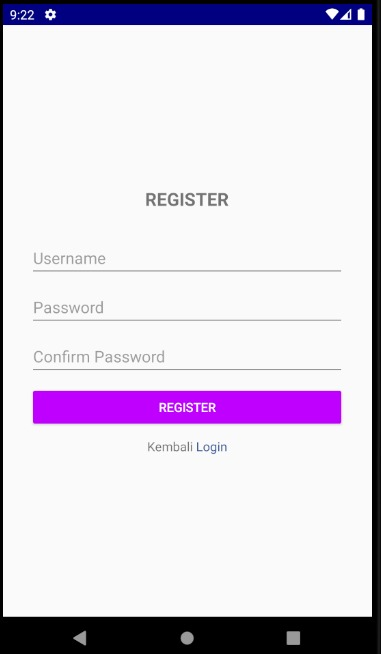 9:22
REGISTER
Username
Password
Confirm Password
REGISTER
Kembali Login